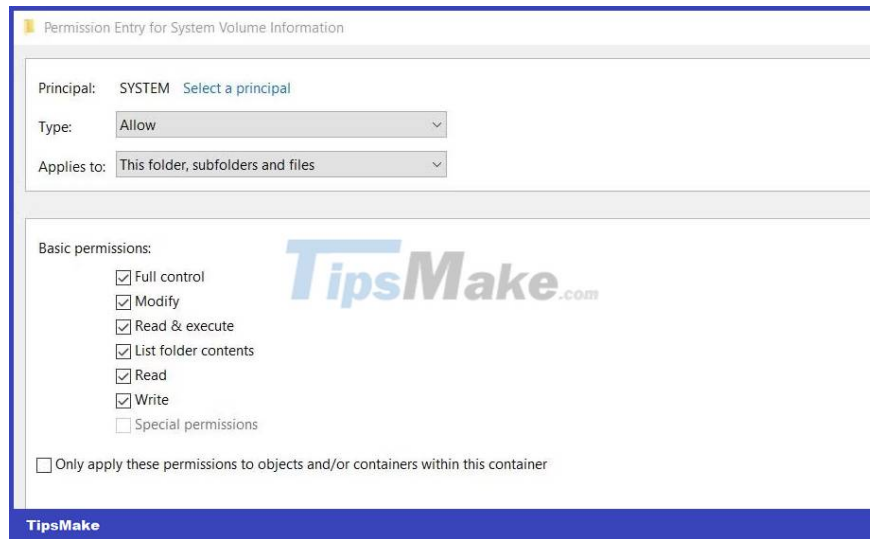 Permission Entry for System Volume Information
Principal: SYSTEM Select a principal
Type: Allow
Applies to: This folder, subfolders and files
Basic permissions:
TipsMake.com
Full control
Modify
Read & execute
List folder contents
Read
Write
Special permissions
Only apply these permissions to objects and/or containers within this container
TipsMake